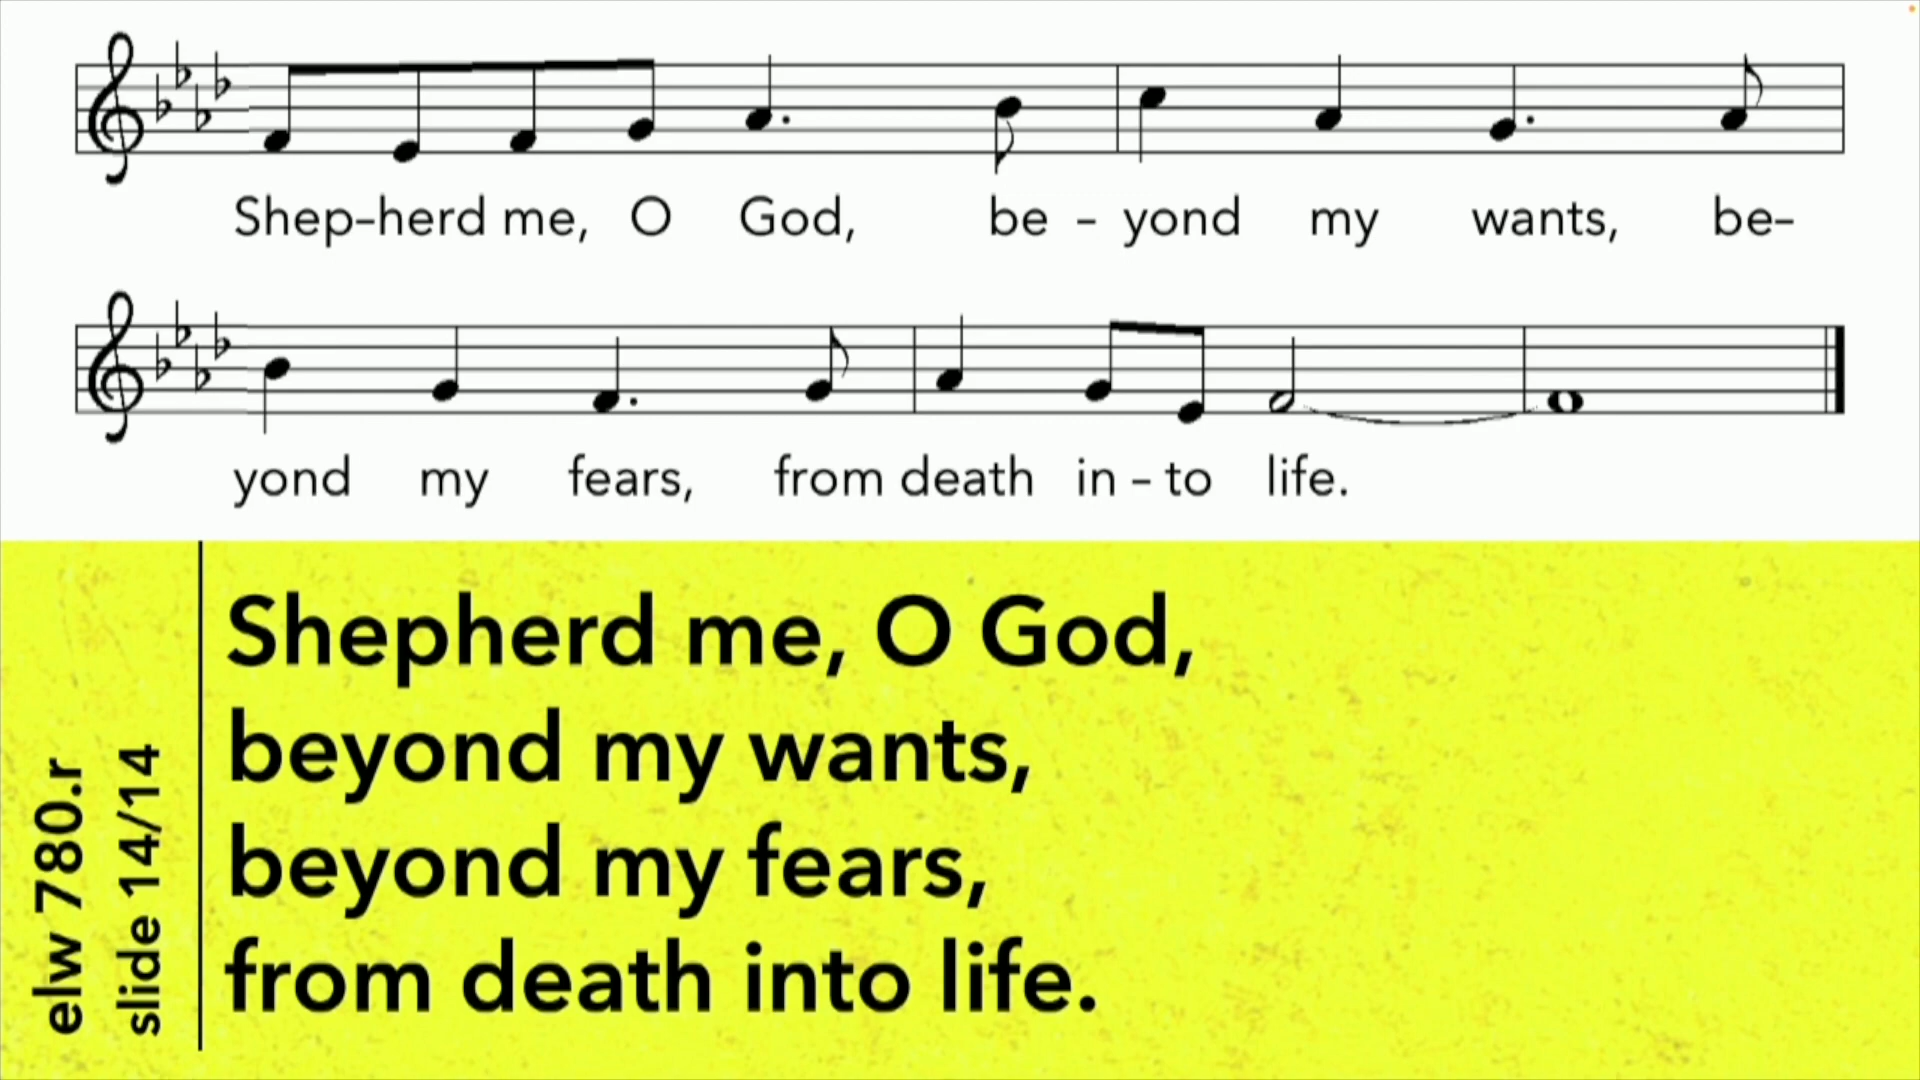 Shep-herd me, O God, be - yond my wants, be-
yond my fears, from death in - to life.
Shepherd me, O God,
beyond my wants,
beyond my fears,
from death into life.
elw 780.r
slide 14/14